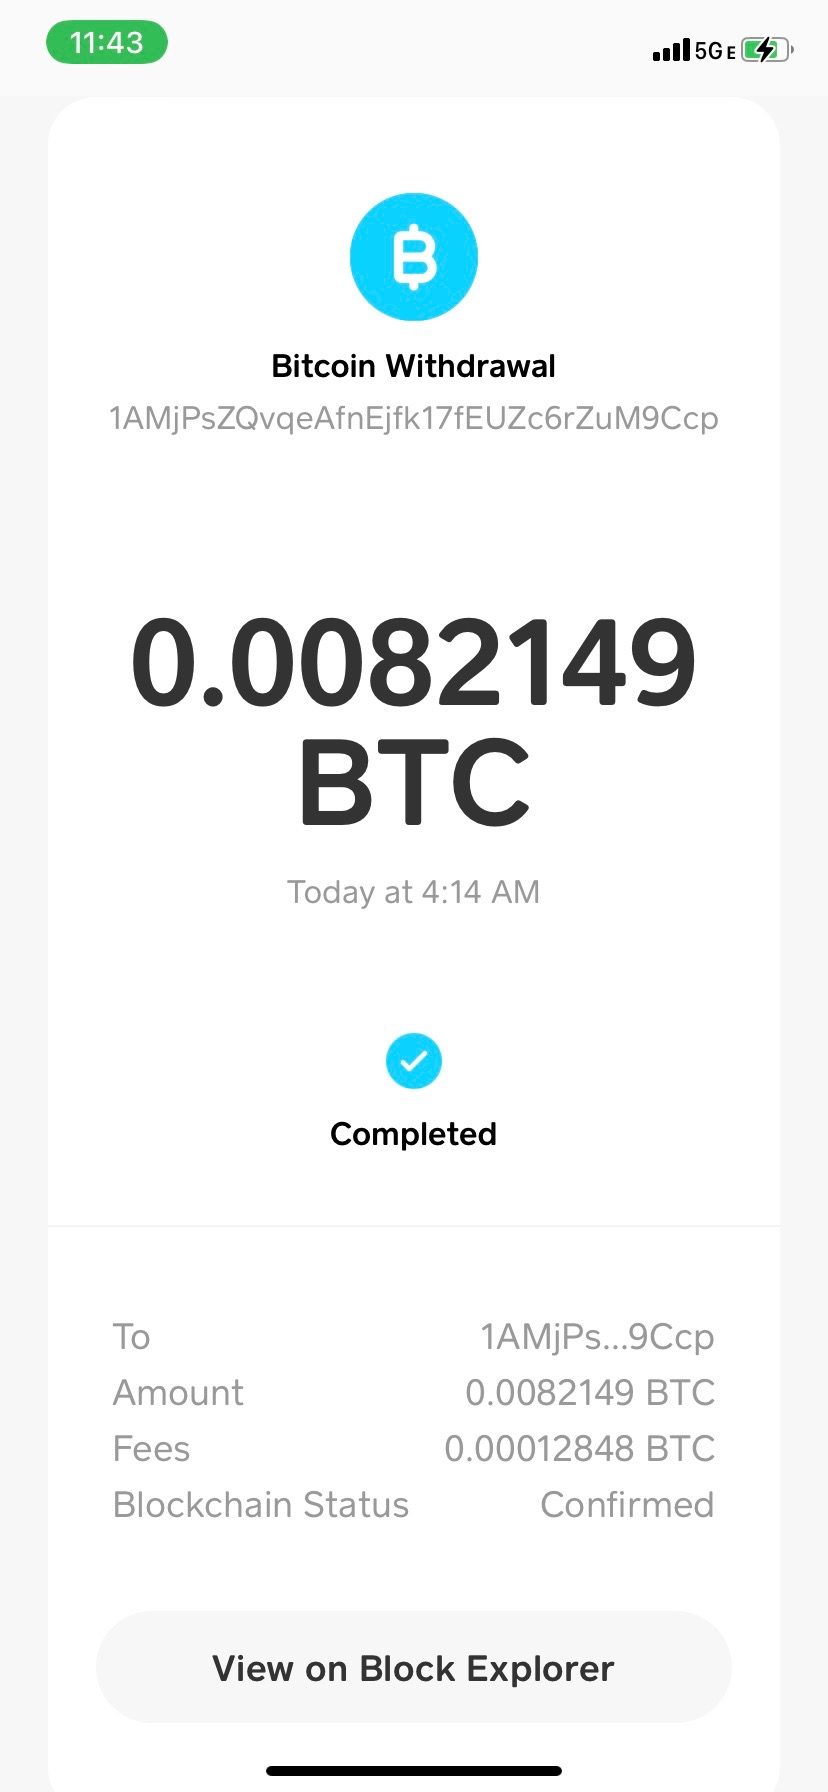 11:43
5GE
Bitcoin Withdrawal
1AMjPsZQvqeAfnEjfk17fEUZc6rZuM9Ccp
0.0082149
BTC
Today at 4:14 AM
Completed
To 1AMjPs...9Ccp
Amount 0.0082149 BTC
Fees 0.00012848 BTC
Blockchain Status Confirmed
View on Block Explorer